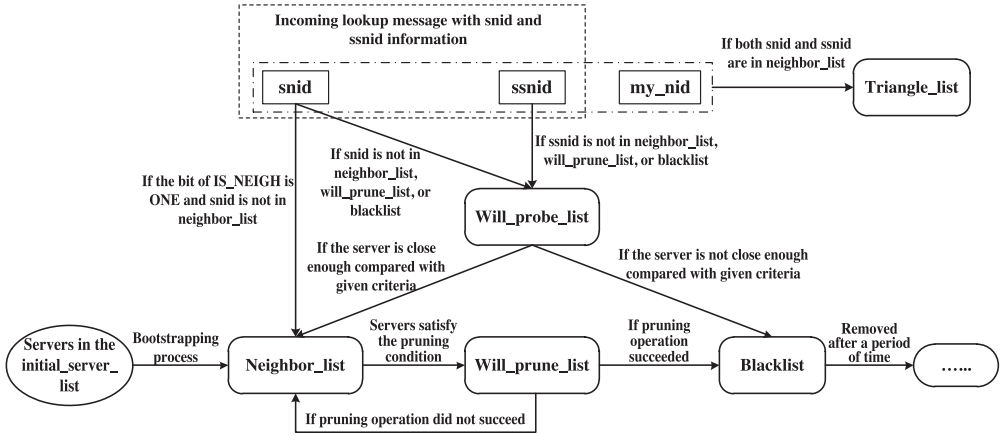 Incoming lookup message with snid and
ssnid information
snid
ssnid
my_nid
If both snid and ssnid
are in neighbor_list
Triangle_list
If the bit of IS_NEIGH is
ONE and snid is not in
neighbor_list
If snid is not in
neighbor_list,
will_prune_list, or
blacklist
If ssnid is not in neighbor_list,
will_prune_list, or blacklist
Will_probe_list
If the server is close
enough compared with
given criteria
If the server is not close enough
compared with given criteria
Servers in the
initial_server_
list
Bootstrapping
process
Neighbor_list
Servers satisfy
the pruning
condition
Will_prune_list
If pruning
operation
succeeded
Blacklist
Removed
after a period
of time
......
If pruning operation did not succeed